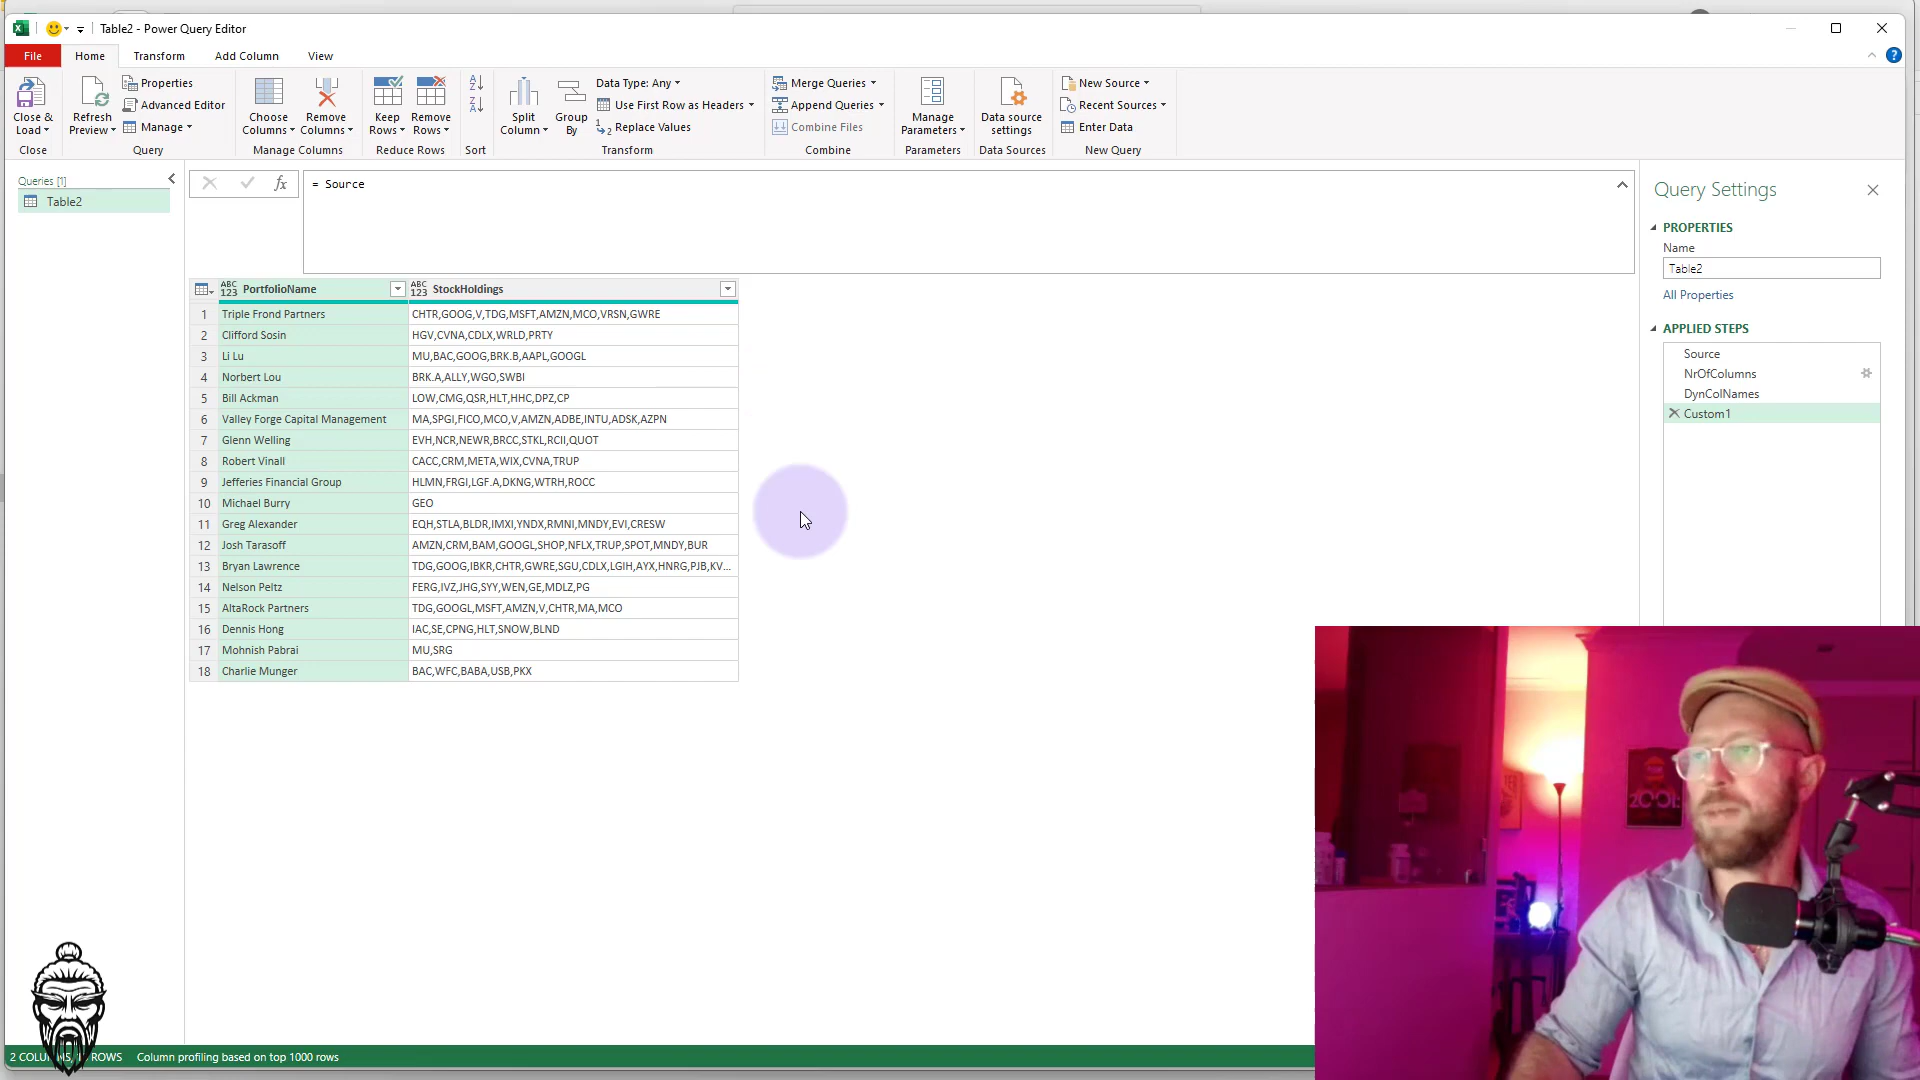 Table2 - Power Query Editor
File Home Transform Add Column View
Close & Load
Close
Refresh Preview
Properties
Advanced Editor
Manage
Query
Choose Columns
Remove Columns
Manage Columns
Keep Rows
Remove Rows
Reduce Rows
Sort
Split Column
Group By
Data Type: Any
Use First Row as Headers
Replace Values
Transform
Merge Queries
Append Queries
Combine Files
Combine
Manage Parameters
Parameters
Data source settings
Data Sources
New Source
Recent Sources
Enter Data
New Query
Queries [1]
Table2
fx = Source
ABC 123 PortfolioName ABC 123 StockHoldings
1 Triple Frond Partners CHTR,GOOG,V,TDG,MSFT,AMZN,MCO,VRSN,GWRE
2 Clifford Sosin HGV,CVNA,CDLX,WRLD,PRTY
3 Li Lu MU,BAC,GOOG,BRK.B,AAPL,GOOGL
4 Norbert Lou BRK.A,ALLY,WGO,SWBI
5 Bill Ackman LOW,CMG,QSR,HLT,HHC,DPZ,CP
6 Valley Forge Capital Management MA,SPGI,FICO,MCO,V,AMZN,ADBE,INTU,ADSK,AZPN
7 Glenn Welling EVH,NCR,NEWR,BRCC,STKL,RCII,QUOT
8 Robert Vinall CACC,CRM,META,WIX,CVNA,TRUP
9 Jefferies Financial Group HLMN,FRGI,LGF.A,DKNG,WTRH,ROCC
10 Michael Burry GEO
11 Greg Alexander EQH,STLA,BLDR,IMXI,YNDX,RMNI,MNDY,EVI,CRESW
12 Josh Tarasoff AMZN,CRM,BAM,GOOGL,SHOP,NFLX,TRUP,SPOT,MNDY,BUR
13 Bryan Lawrence TDG,GOOG,IBKR,CHTR,GWRE,SGU,CDLX,LGIH,AYX,HNRG,PJB,KV...
14 Nelson Peltz FERG,IVZ,JHG,SYY,WEN,GE,MDLZ,PG
15 AltaRock Partners TDG,GOOGL,MSFT,AMZN,V,CHTR,MA,MCO
16 Dennis Hong IAC,SE,CPNG,HLT,SNOW,BLND
17 Mohnish Pabrai MU,SRG
18 Charlie Munger BAC,WFC,BABA,USB,PKX
Query Settings
PROPERTIES
Name
Table2
All Properties
APPLIED STEPS
Source
NrOfColumns
DynColNames
Custom1
2001:
ROWS Column profiling based on top 1000 rows